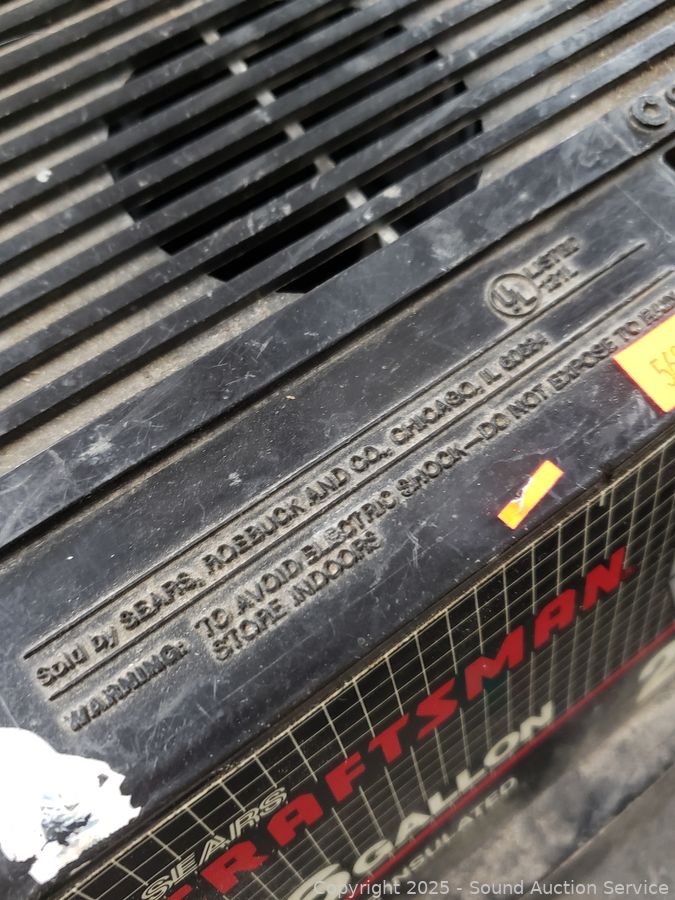 UL LISTED
Sold by SEARS, ROEBUCK AND CO., CHICAGO, IL 60684
WARNING: TO AVOID ELECTRIC SHOCK—DO NOT EXPOSE TO
STORE INDOORS
SEARS
CRAFTSMAN
GALLON
INSULATED
Copyright © 2025 - Sound Auction Service